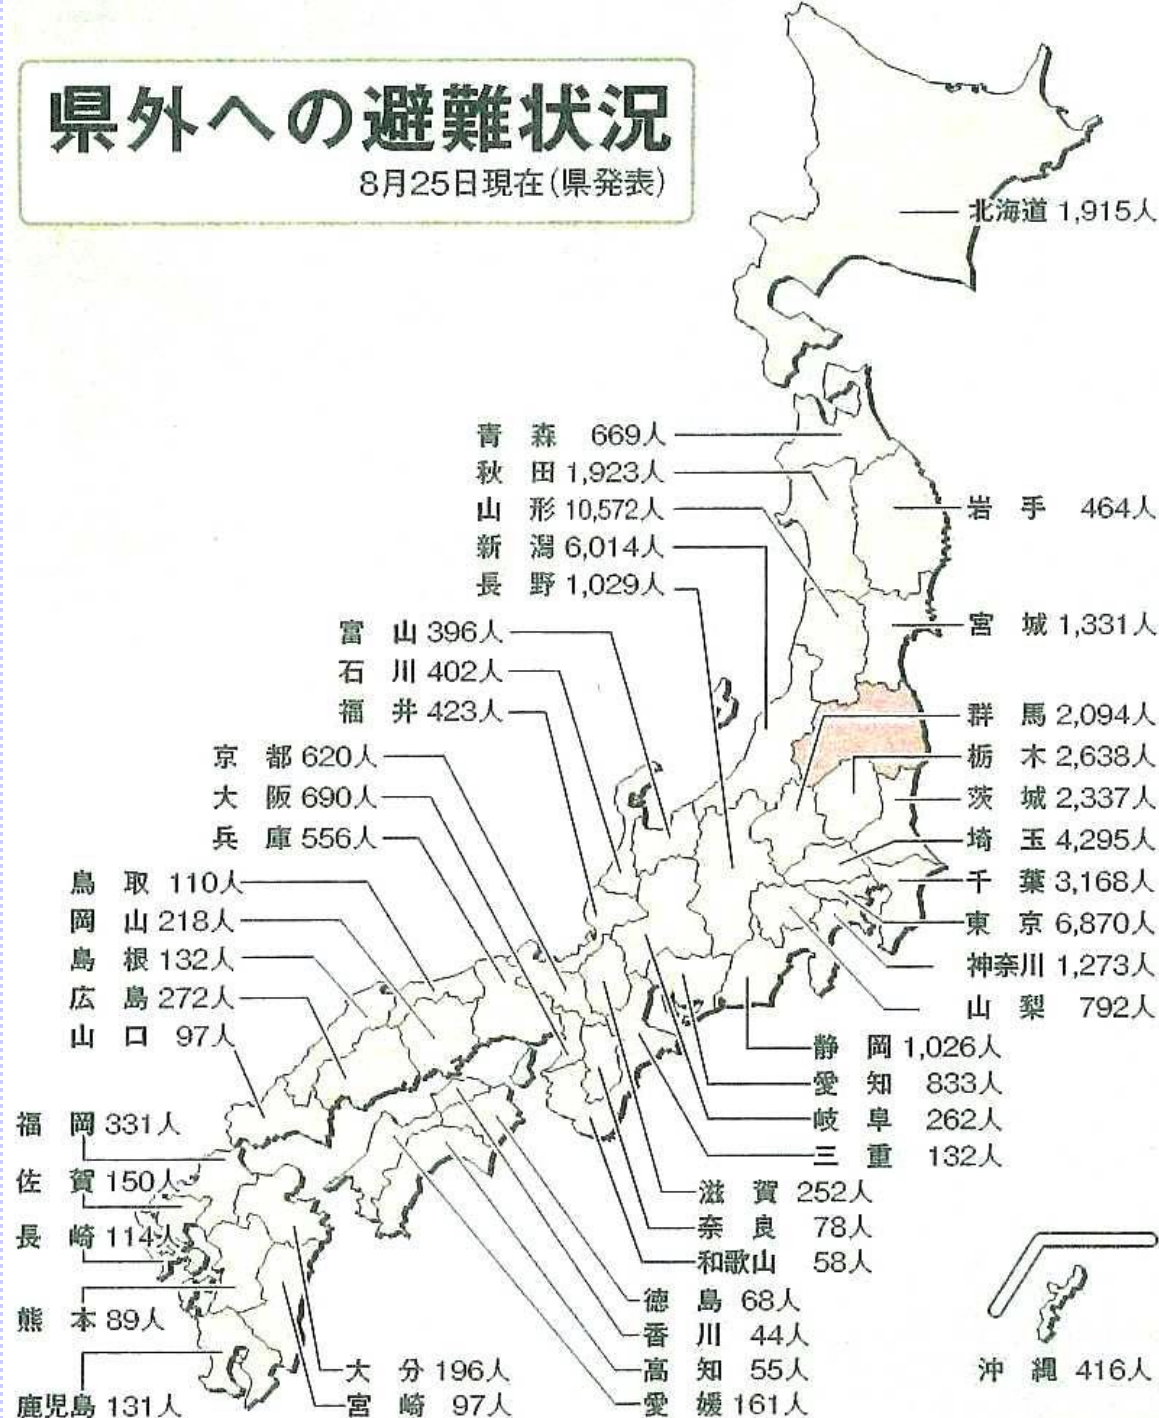 県外への避難状況
8月25日現在(県発表)
北海道 1,915人
青森 669人
秋田 1,923人
山形 10,572人
新潟 6,014人
長野 1,029人
岩手 464人
宮城 1,331人
富山 396人
石川 402人
福井 423人
群馬 2,094人
栃木 2,638人
茨城 2,337人
埼玉 4,295人
千葉 3,168人
東京 6,870人
神奈川 1,273人
山梨 792人
京都 620人
大阪 690人
兵庫 556人
鳥取 110人
岡山 218人
島根 132人
広島 272人
山口 97人
静岡 1,026人
愛知 833人
岐阜 262人
三重 132人
滋賀 252人
奈良 78人
和歌山 58人
福岡 331人
佐賀 150人
長崎 114人
熊本 89人
鹿児島 131人
大分 196人
宮崎 97人
徳島 68人
香川 44人
高知 55人
愛媛 161人
沖縄 416人